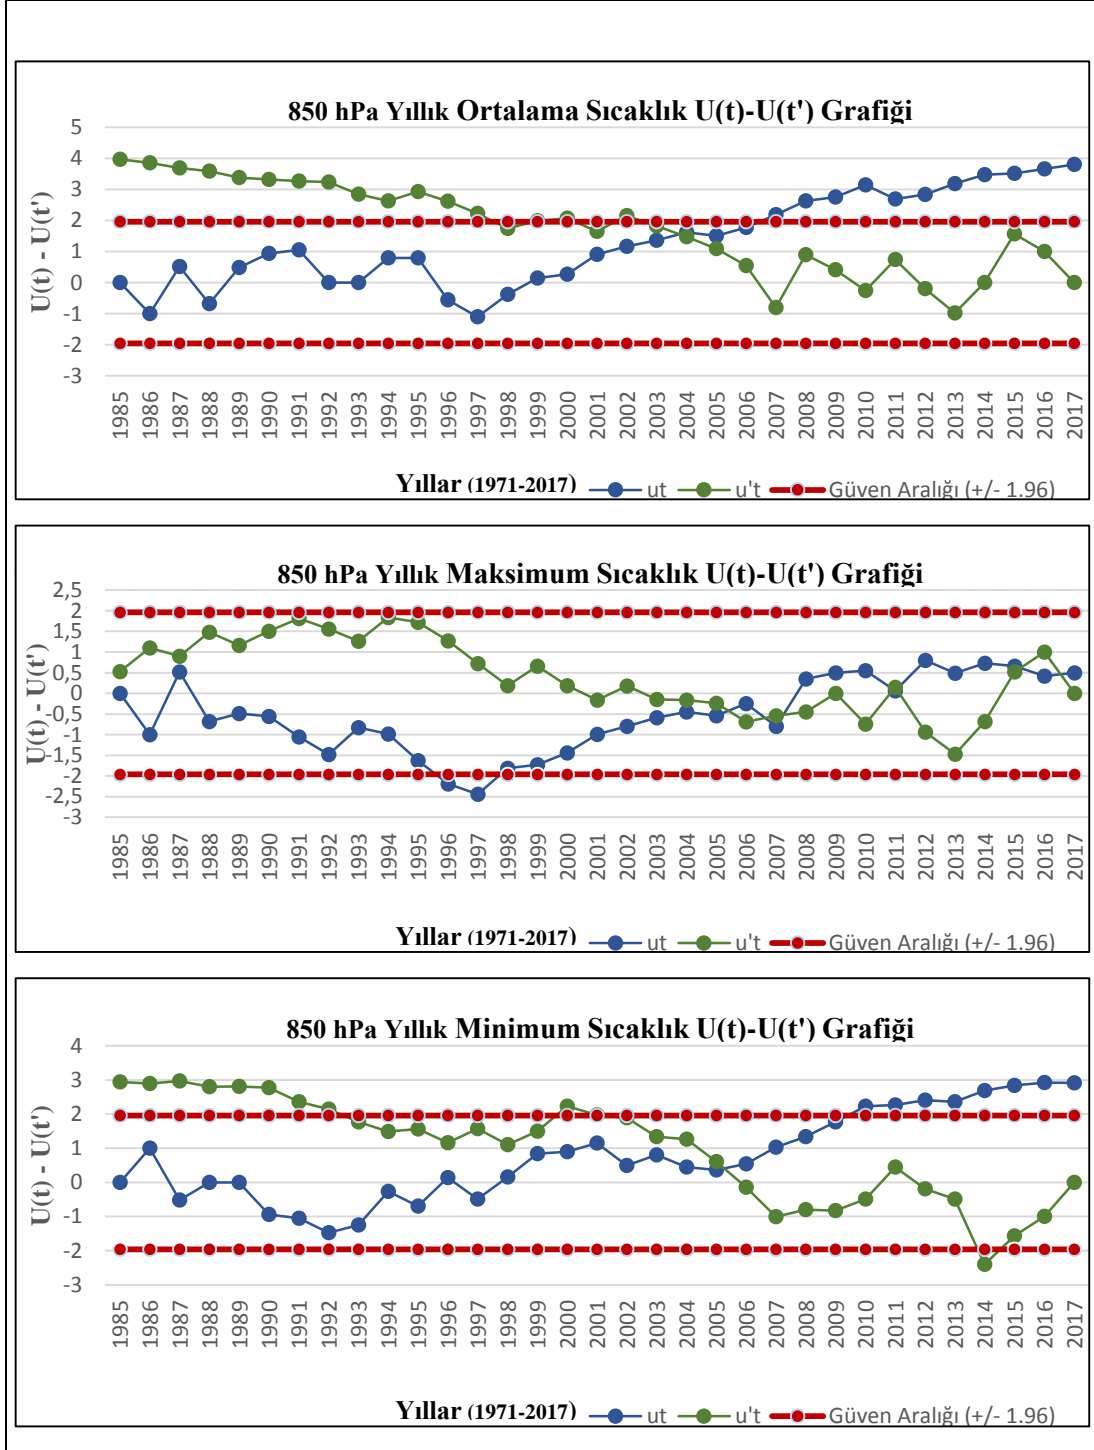 850 hPa Yıllık Ortalama Sıcaklık U(t)-U(t') Grafiği
U(t) - U(t')
5
4
3
2
1
0
-1
-2
-3
1985 1986 1987 1988 1989 1990 1991 1992 1993 1994 1995 1996 1997 1998 1999 2000 2001 2002 2003 2004 2005 2006 2007 2008 2009 2010 2011 2012 2013 2014 2015 2016 2017
Yıllar (1971-2017) ut u't Güven Aralığı (+/- 1.96)
850 hPa Yıllık Maksimum Sıcaklık U(t)-U(t') Grafiği
U(t) - U(t')
2,5
2
1,5
1
0,5
0
-0,5
-1
-1,5
-2
-2,5
-3
1985 1986 1987 1988 1989 1990 1991 1992 1993 1994 1995 1996 1997 1998 1999 2000 2001 2002 2003 2004 2005 2006 2007 2008 2009 2010 2011 2012 2013 2014 2015 2016 2017
Yıllar (1971-2017) ut u't Güven Aralığı (+/- 1.96)
850 hPa Yıllık Minimum Sıcaklık U(t)-U(t') Grafiği
U(t) - U(t')
4
3
2
1
0
-1
-2
-3
1985 1986 1987 1988 1989 1990 1991 1992 1993 1994 1995 1996 1997 1998 1999 2000 2001 2002 2003 2004 2005 2006 2007 2008 2009 2010 2011 2012 2013 2014 2015 2016 2017
Yıllar (1971-2017) ut u't Güven Aralığı (+/- 1.96)